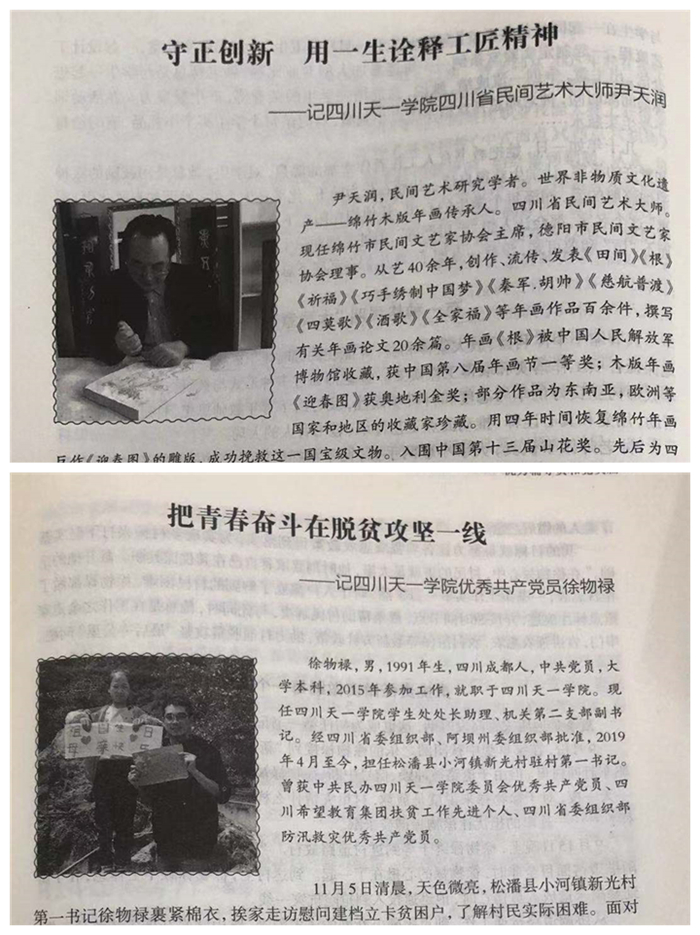 守正创新　用一生诠释工匠精神
——记四川天一学院四川省民间艺术大师尹天润
尹天润,民间艺术研究学者。世界非物质文化遗
产——绵竹木版年画传承人。四川省民间艺术大师。
现任绵竹市民间文艺家协会主席,德阳市民间文艺家
协会理事。从艺40余年,创作、流传、发表《田间》《根》
《祈福》《巧手绣制中国梦》《秦军.胡帅》《慈航普渡》
《四莫歌》《酒歌》《全家福》等年画作品百余件,撰写
有关年画论文20余篇。年画《根》被中国人民解放军
博物馆收藏,获中国第八届年画节一等奖;木版年画
《迎春图》获奥地利金奖;部分作品为东南亚,欧洲等
国家和地区的收藏家珍藏。用四年时间恢复绵竹年画
巨作《迎春图》的雕版,成功挽救这一国宝级文物。入围中国第十三届山花奖。先后为四
把青春奋斗在脱贫攻坚一线
——记四川天一学院优秀共产党员徐物禄
徐物禄,男,1991年生,四川成都人,中共党员,大
学本科,2015年参加工作,就职于四川天一学院。现
任四川天一学院学生处处长助理、机关第二支部副书
记。经四川省委组织部、阿坝州委组织部批准,2019
年4月至今,担任松潘县小河镇新光村驻村第一书记。
曾获中共民办四川天一学院委员会优秀共产党员、四
川希望教育集团扶贫工作先进个人、四川省委组织部
防汛救灾优秀共产党员。
11月5日清晨,天色微亮,松潘县小河镇新光村
第一书记徐物禄裹紧棉衣,挨家走访慰问建档立卡贫困户,了解村民实际困难。面对